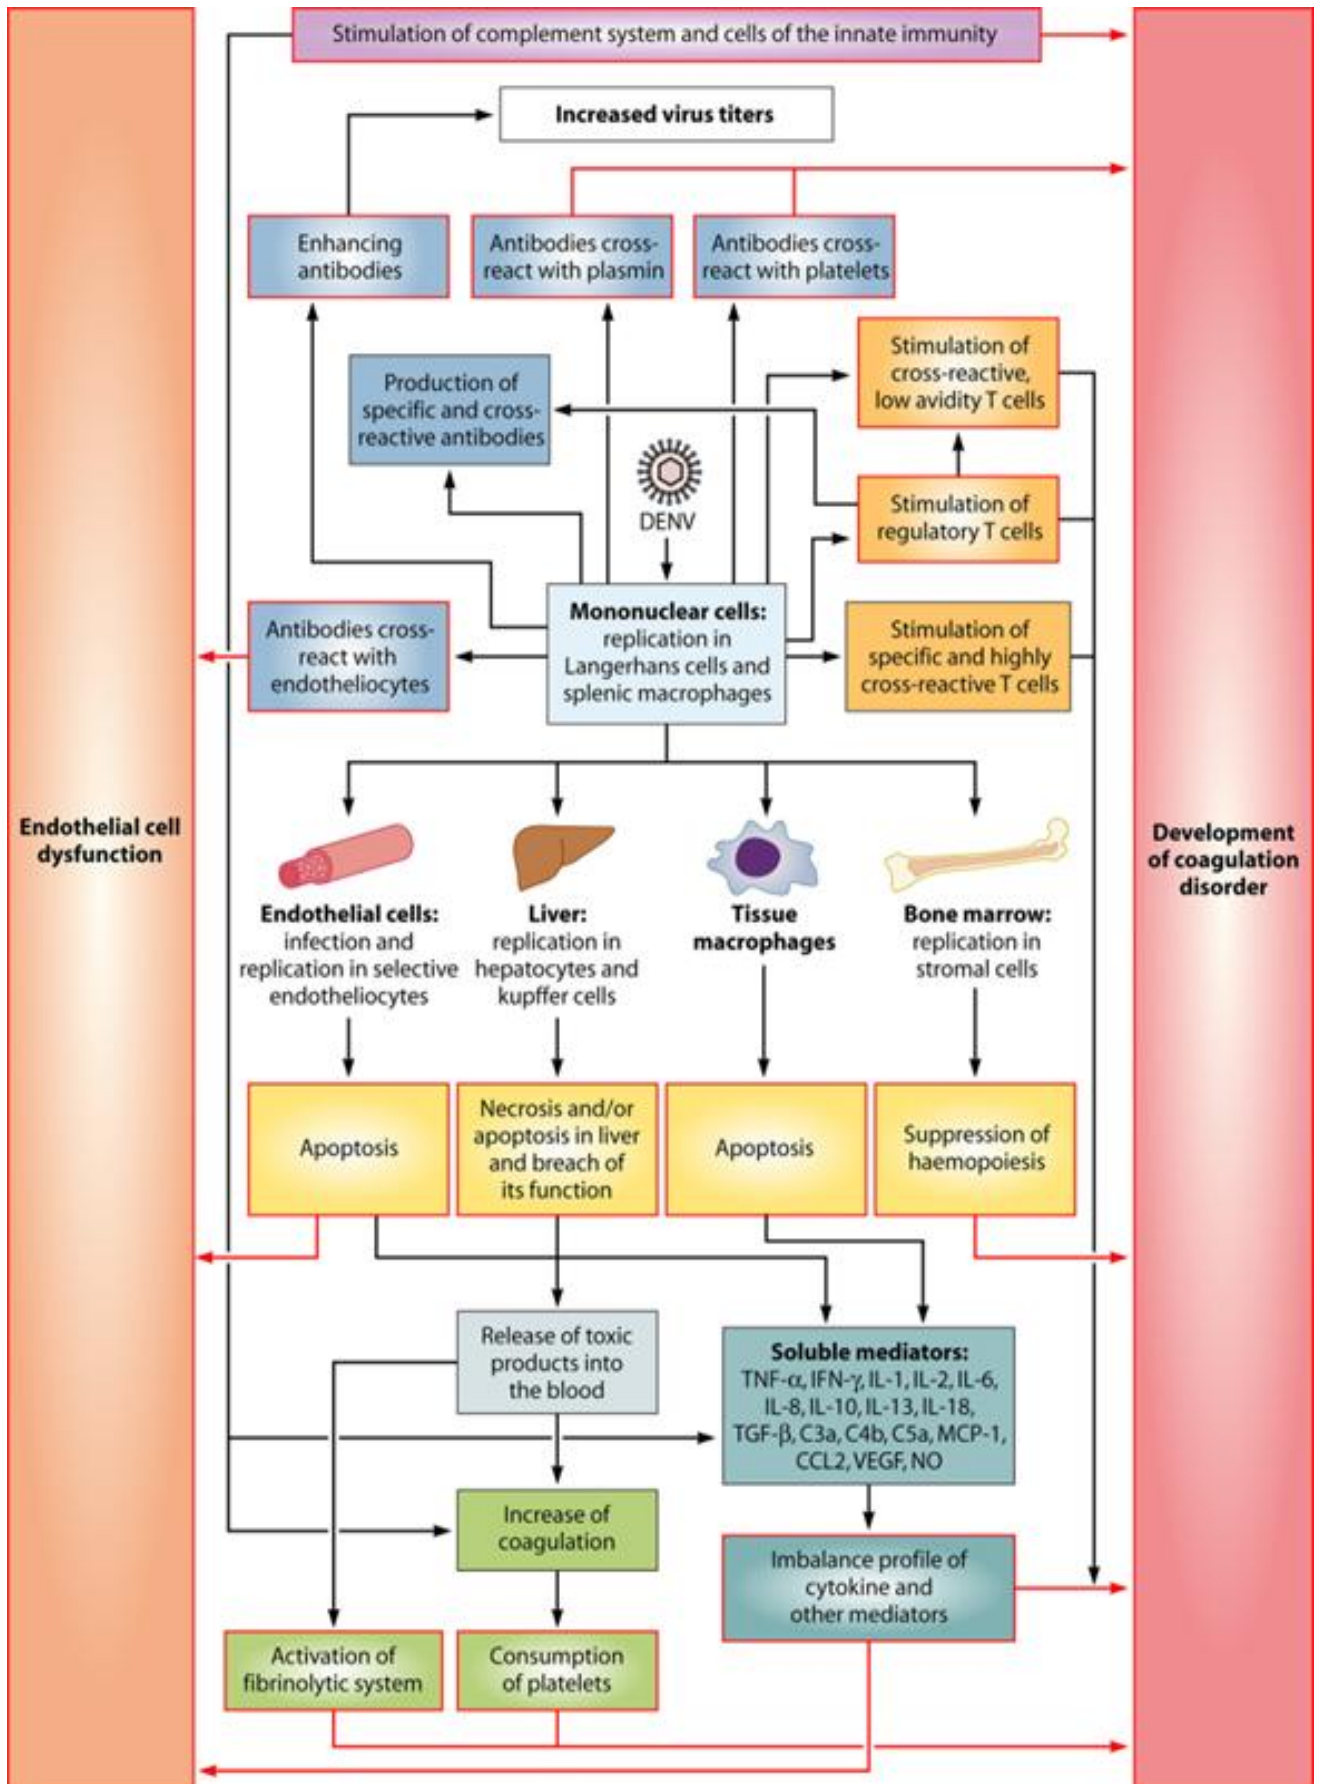 Stimulation of complement system and cells of the innate immunity
Increased virus titers
Enhancing
antibodies
Antibodies cross-
react with plasmin
Antibodies cross-
react with platelets
Stimulation of
cross-reactive,
low avidity T cells
Production of
specific and cross-
reactive antibodies
DENV
Stimulation of
regulatory T cells
Mononuclear cells:
replication in
Langerhans cells and
splenic macrophages
Antibodies cross-
react with
endotheliocytes
Stimulation of
specific and highly
cross-reactive T cells
Endothelial cell
dysfunction
Development
of coagulation
disorder
Endothelial cells:
infection and
replication in selective
endotheliocytes
Liver:
replication in
hepatocytes and
kupffer cells
Tissue
macrophages
Bone marrow:
replication in
stromal cells
Apoptosis
Necrosis and/or
apoptosis in liver
and breach of
its function
Apoptosis
Suppression of
haemopoiesis
Release of toxic
products into
the blood
Soluble mediators:
TNF-α, IFN-γ, IL-1, IL-2, IL-6,
IL-8, IL-10, IL-13, IL-18,
TGF-β, C3a, C4b, C5a, MCP-1,
CCL2, VEGF, NO
Increase of
coagulation
Imbalance profile of
cytokine and
other mediators
Activation of
fibrinolytic system
Consumption
of platelets